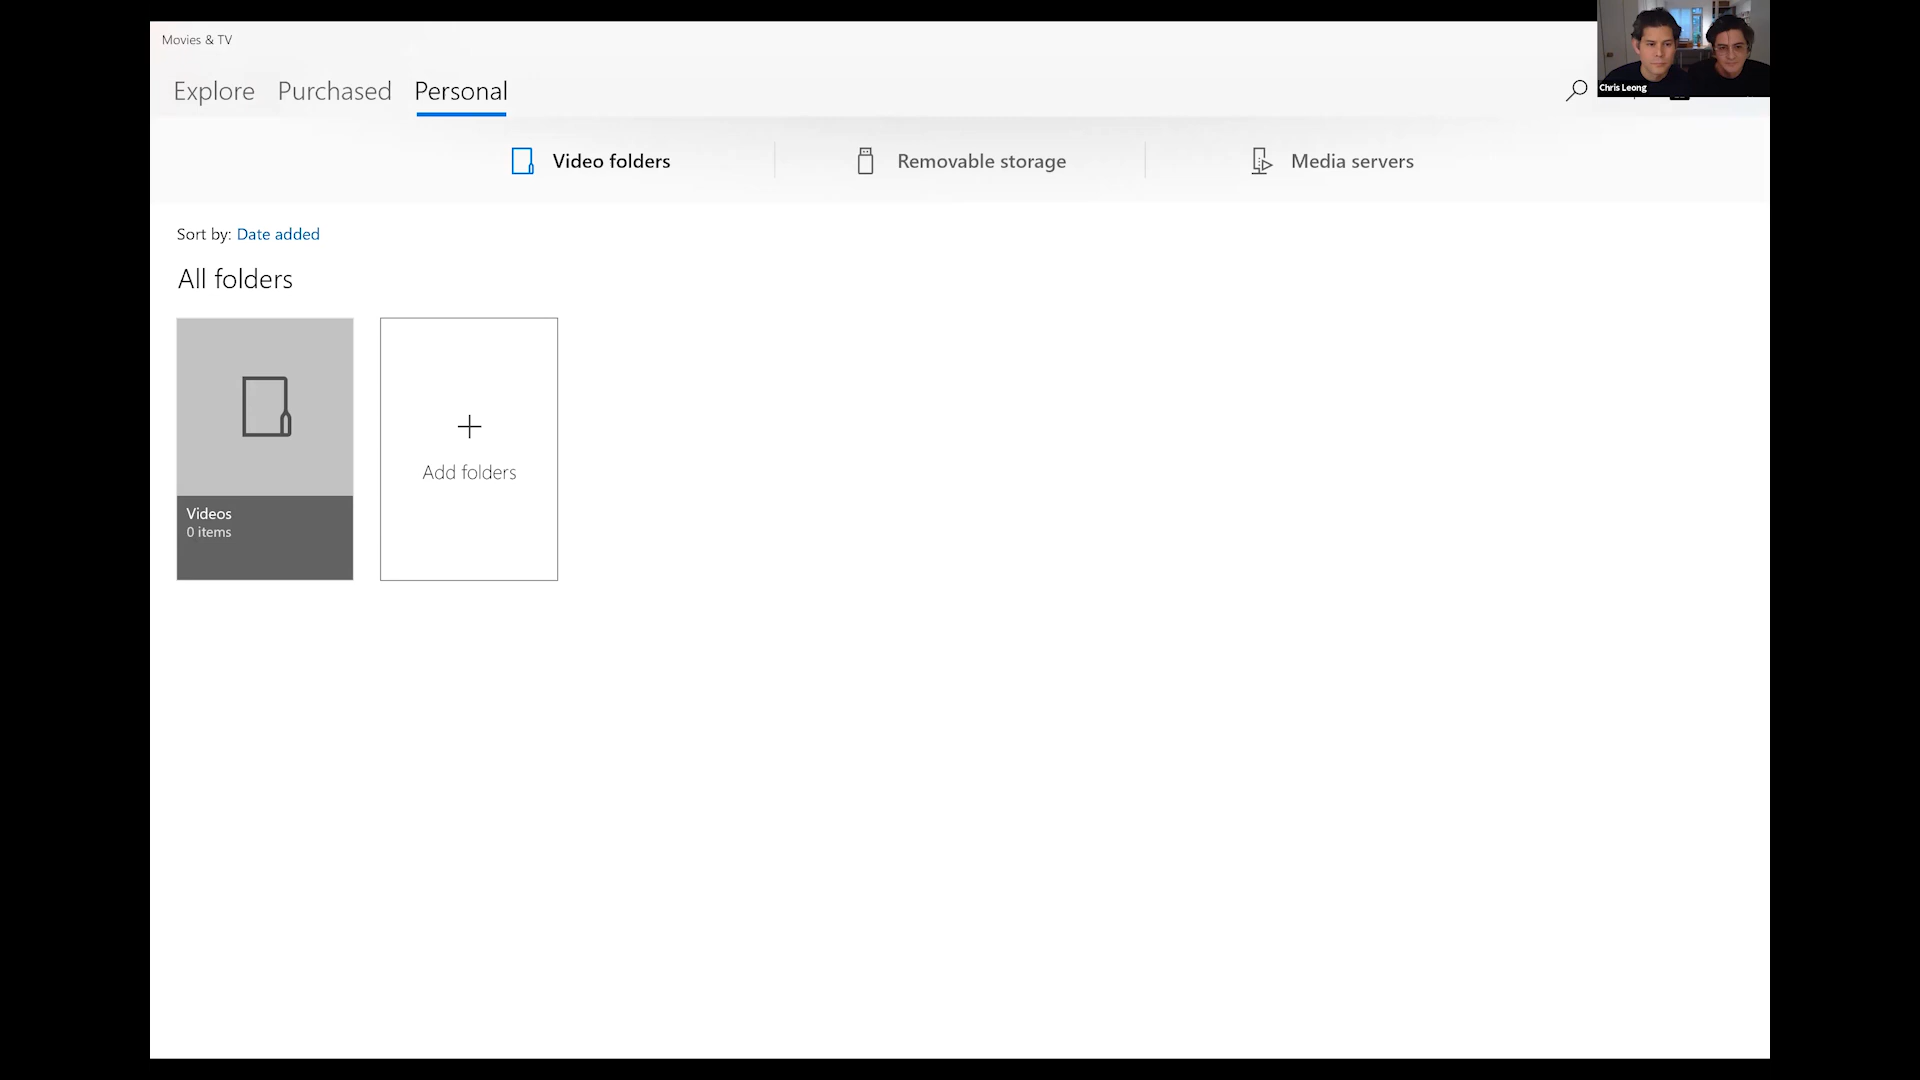 Movies & TV
Explore Purchased Personal
Chris Leong
Video folders
Removable storage
Media servers
Sort by: Date added
All folders
Videos
0 items
Add folders